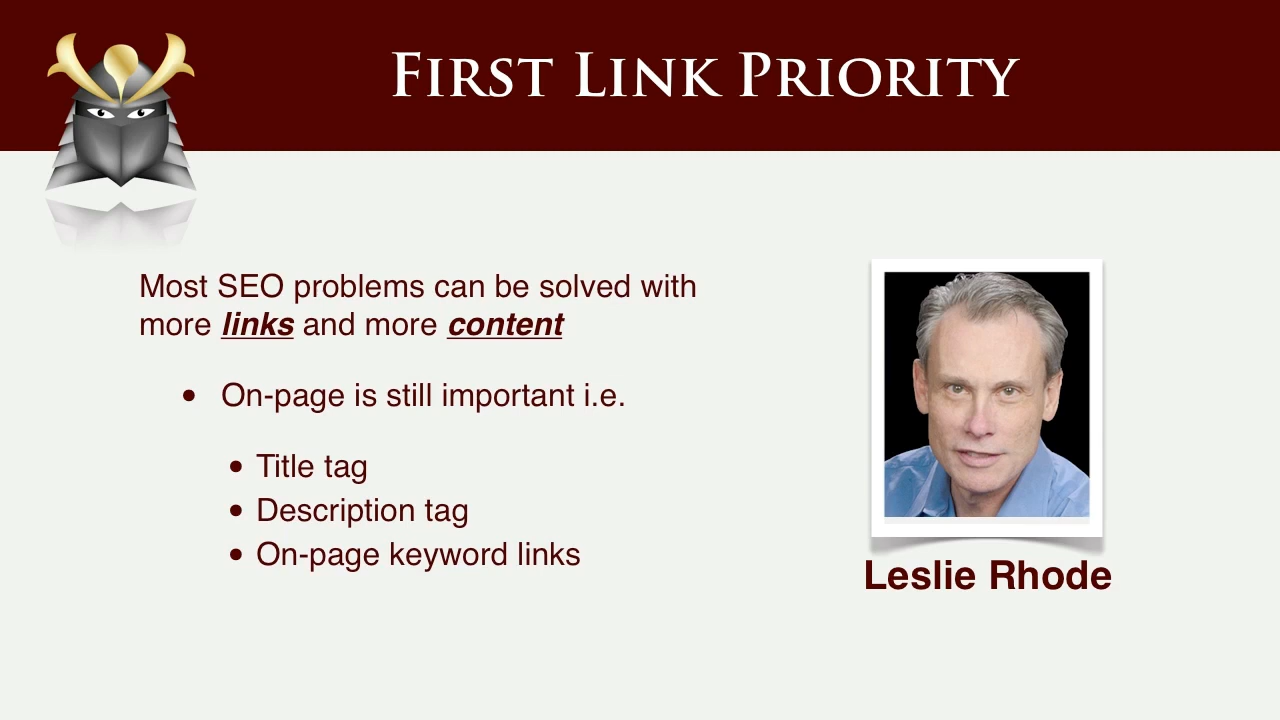 First Link Priority
Most SEO problems can be solved with
more links and more content
• On-page is still important i.e.
• Title tag
• Description tag
• On-page keyword links
Leslie Rhode